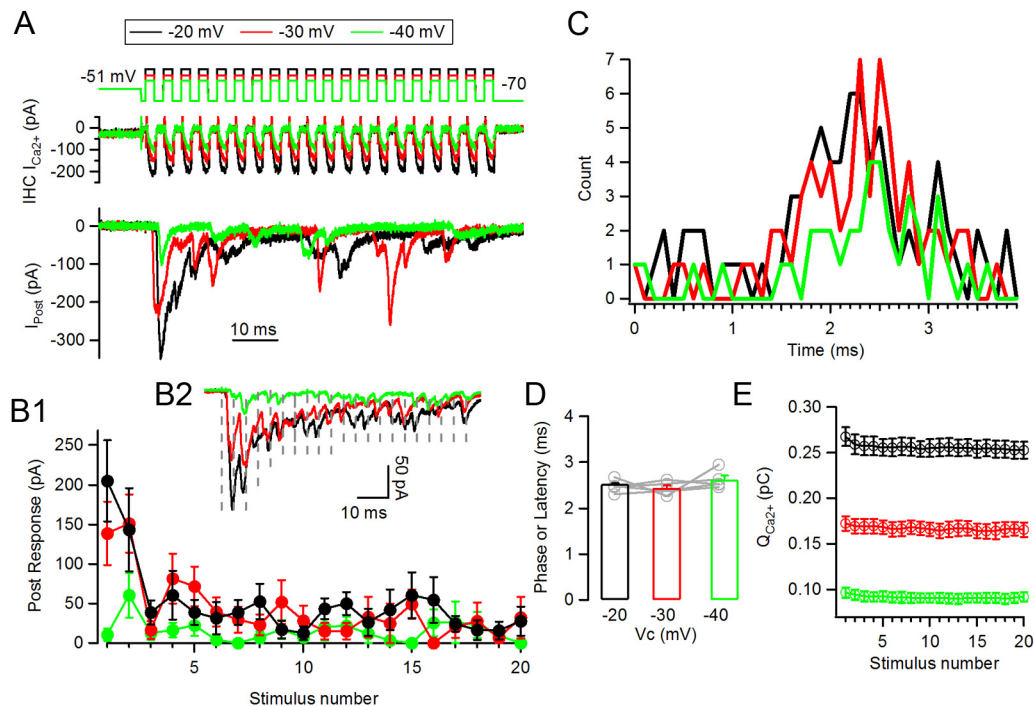 A
-20 mV -30 mV -40 mV
-51 mV
-70
IHC I Ca2+ (pA)
0
-100
-200
I Post (pA)
0
-100
-200
-300
10 ms
C
Count
7
6
5
4
3
2
1
0
0 1 2 3
Time (ms)
B1
Post Response (pA)
250
200
150
100
50
0
5 10 15 20
Stimulus number
B2
50 pA
10 ms
D
Phase or Latency (ms)
4
3
2
1
0
-20 -30 -40
Vc (mV)
E
Q Ca2+ (pC)
0.30
0.25
0.20
0.15
0.10
5 10 15 20
Stimulus number